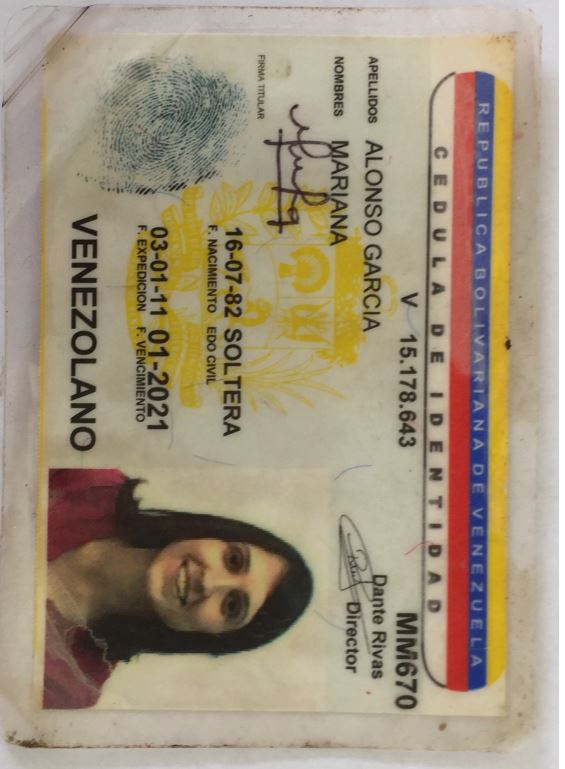 REPUBLICA BOLIVARIANA DE VENEZUELA
CEDULA DE IDENTIDAD
V 15.178.643
MM670
APELLIDOS ALONSO GARCIA
NOMBRES MARIANA
Dante Rivas
Director
FIRMA TITULAR
16-07-82 SOLTERA
F. NACIMIENTO EDO CIVIL
03-01-11 01-2021
F. EXPEDICION F. VENCIMIENTO
VENEZOLANO